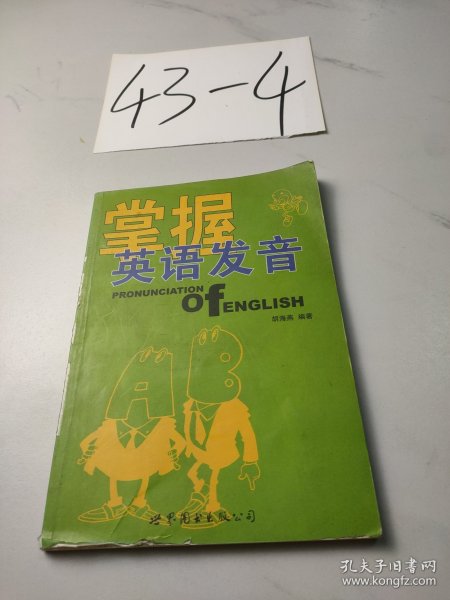 43-4
掌握
英语发音
PRONUNCIATION
of ENGLISH
胡海燕 编著
A B
世界图书出版公司
孔夫子旧书网
www.kongfz.com